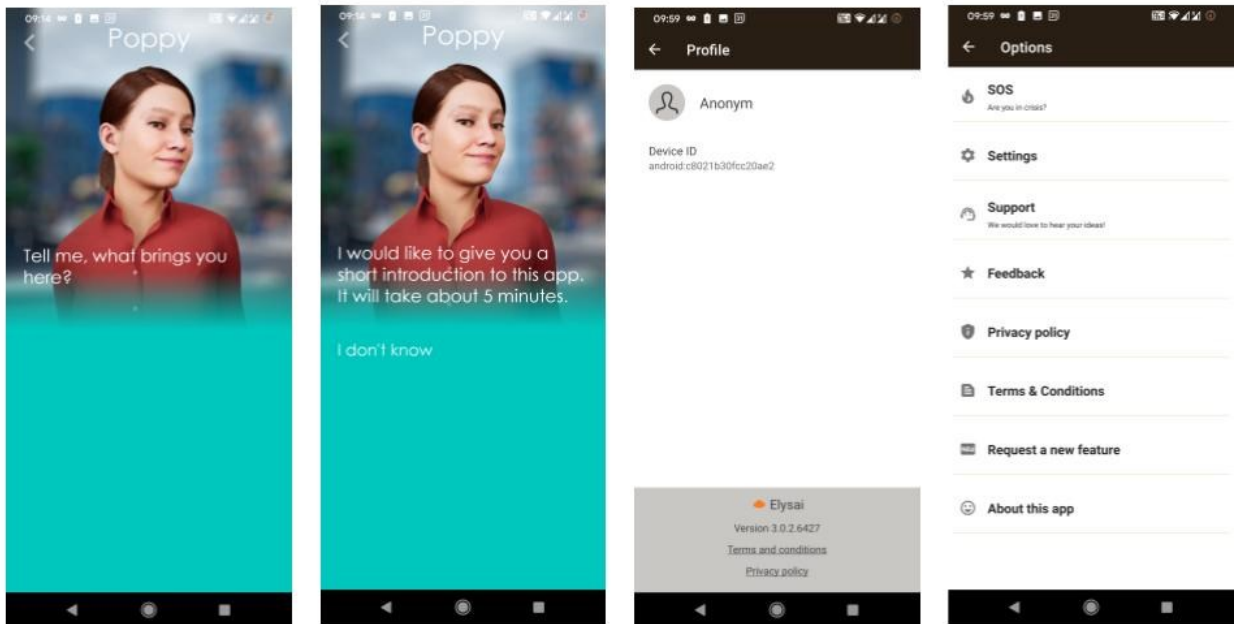 09:14
Poppy
Tell me, what brings you
here?
09:14
Poppy
I would like to give you a
short introduction to this app.
It will take about 5 minutes.
I don't know
09:59
Profile
Anonym
Device ID
android:c8021b30fcc20ae2
Elysai
Version 3.0.2.6427
Terms and conditions
Privacy policy
09:59
Options
SOS
Are you in crisis?
Settings
Support
We would love to hear your ideas!
Feedback
Privacy policy
Terms & Conditions
Request a new feature
About this app